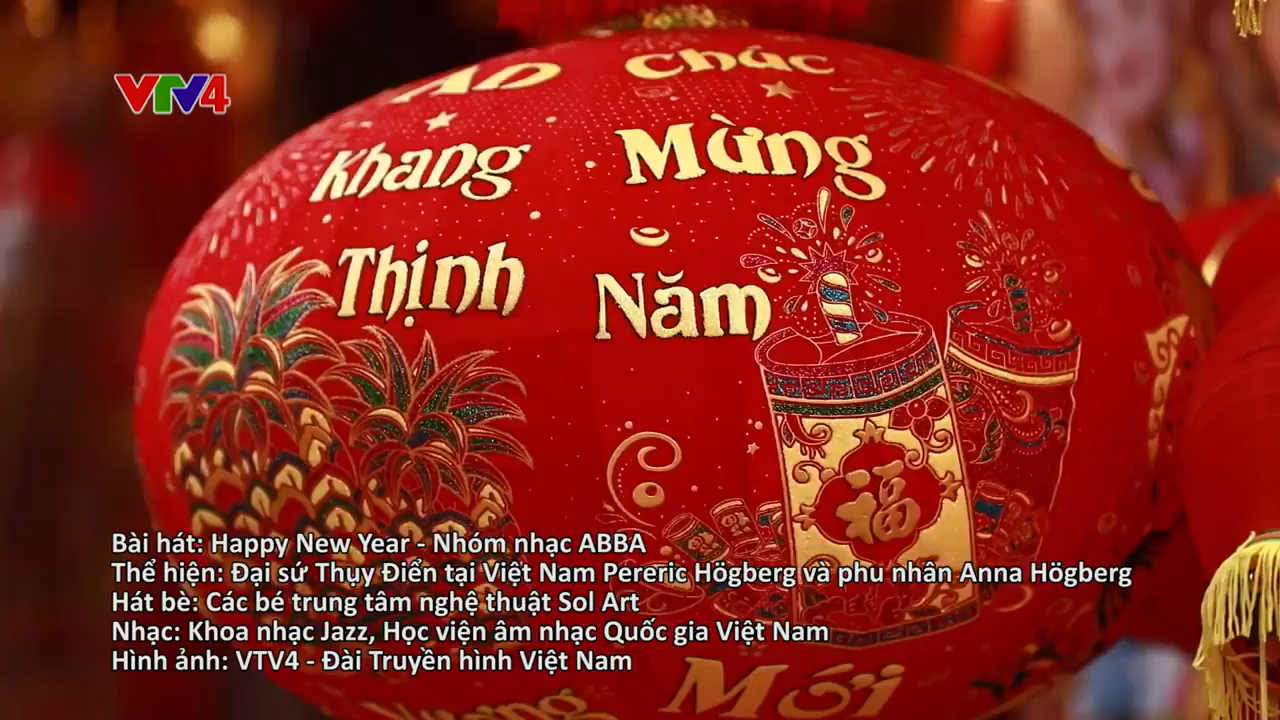 VTV4
An
Khang
Thịnh
Chúc
Mừng
Năm
Mới
福
Bài hát: Happy New Year - Nhóm nhạc ABBA
Thể hiện: Đại sứ Thụy Điển tại Việt Nam Pereric Högberg và phu nhân Anna Högberg
Hát bè: Các bé trung tâm nghệ thuật Sol Art
Nhạc: Khoa nhạc Jazz, Học viện âm nhạc Quốc gia Việt Nam
Hình ảnh: VTV4 - Đài Truyền hình Việt Nam